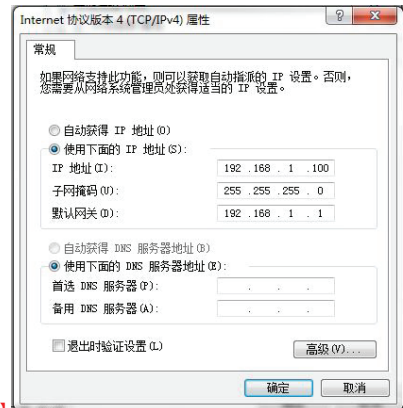 Internet 协议版本 4 (TCP/IPv4) 属性
常规
如果网络支持此功能，则可以获取自动指派的 IP 设置。否则，
您需要从网络系统管理员处获得适当的 IP 设置。
自动获得 IP 地址(O)
使用下面的 IP 地址(S):
IP 地址(I): 192 .168 . 1 .100
子网掩码(U): 255 .255 .255 . 0
默认网关(D): 192 .168 . 1 . 1
自动获得 DNS 服务器地址(B)
使用下面的 DNS 服务器地址(E):
首选 DNS 服务器(P): . . .
备用 DNS 服务器(A): . . .
退出时验证设置(L)
高级(V)...
确定 取消